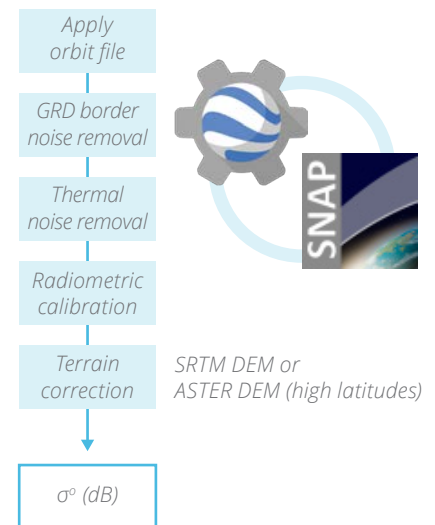 Apply
orbit file
GRD border
noise removal
Thermal
noise removal
SNAP
Radiometric
calibration
Terrain
correction
SRTM DEM or
ASTER DEM (high latitudes)
σᵒ (dB)